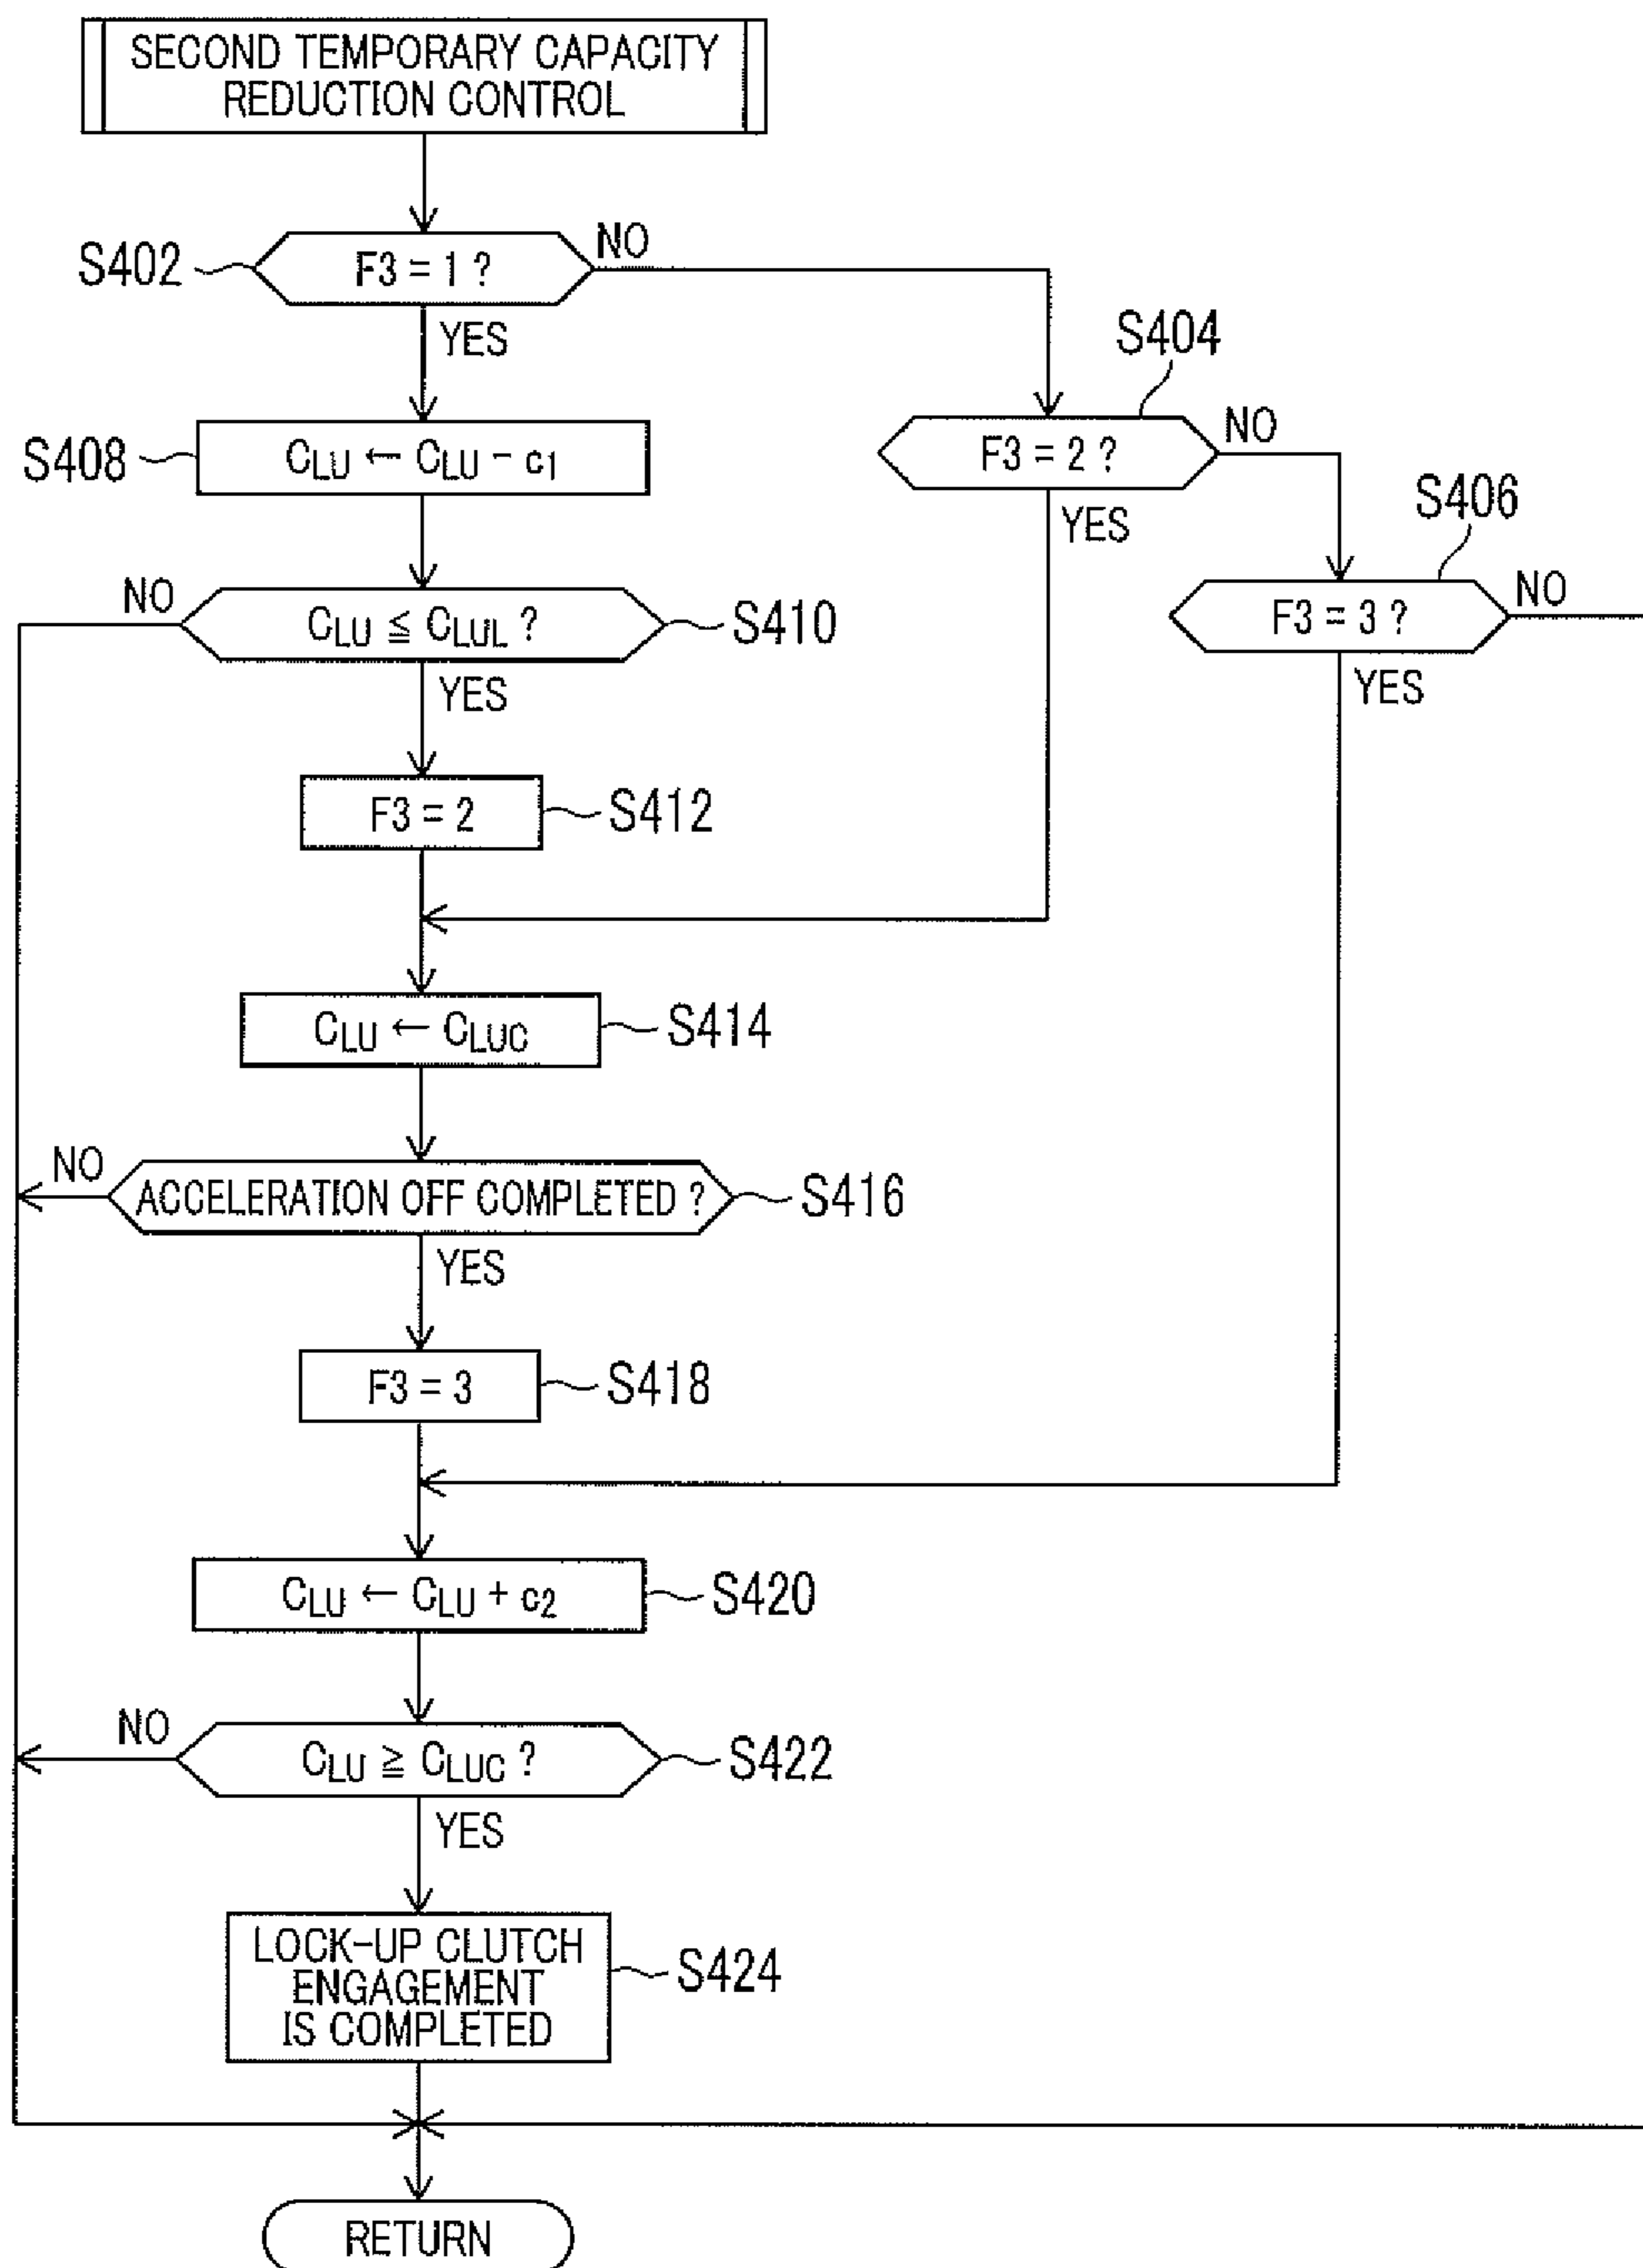 SECOND TEMPORARY CAPACITY
REDUCTION CONTROL
S402
F3 = 1 ?
NO
YES
S404
F3 = 2 ?
NO
YES
S406
F3 = 3 ?
NO
YES
S408
CLU ← CLU - c1
NO
CLU ≦ CLUL ?
S410
YES
F3 = 2
S412
CLU ← CLUC
S414
NO
ACCELERATION OFF COMPLETED ?
S416
YES
F3 = 3
S418
CLU ← CLU + c2
S420
NO
CLU ≧ CLUC ?
S422
YES
LOCK-UP CLUTCH
ENGAGEMENT
IS COMPLETED
S424
RETURN